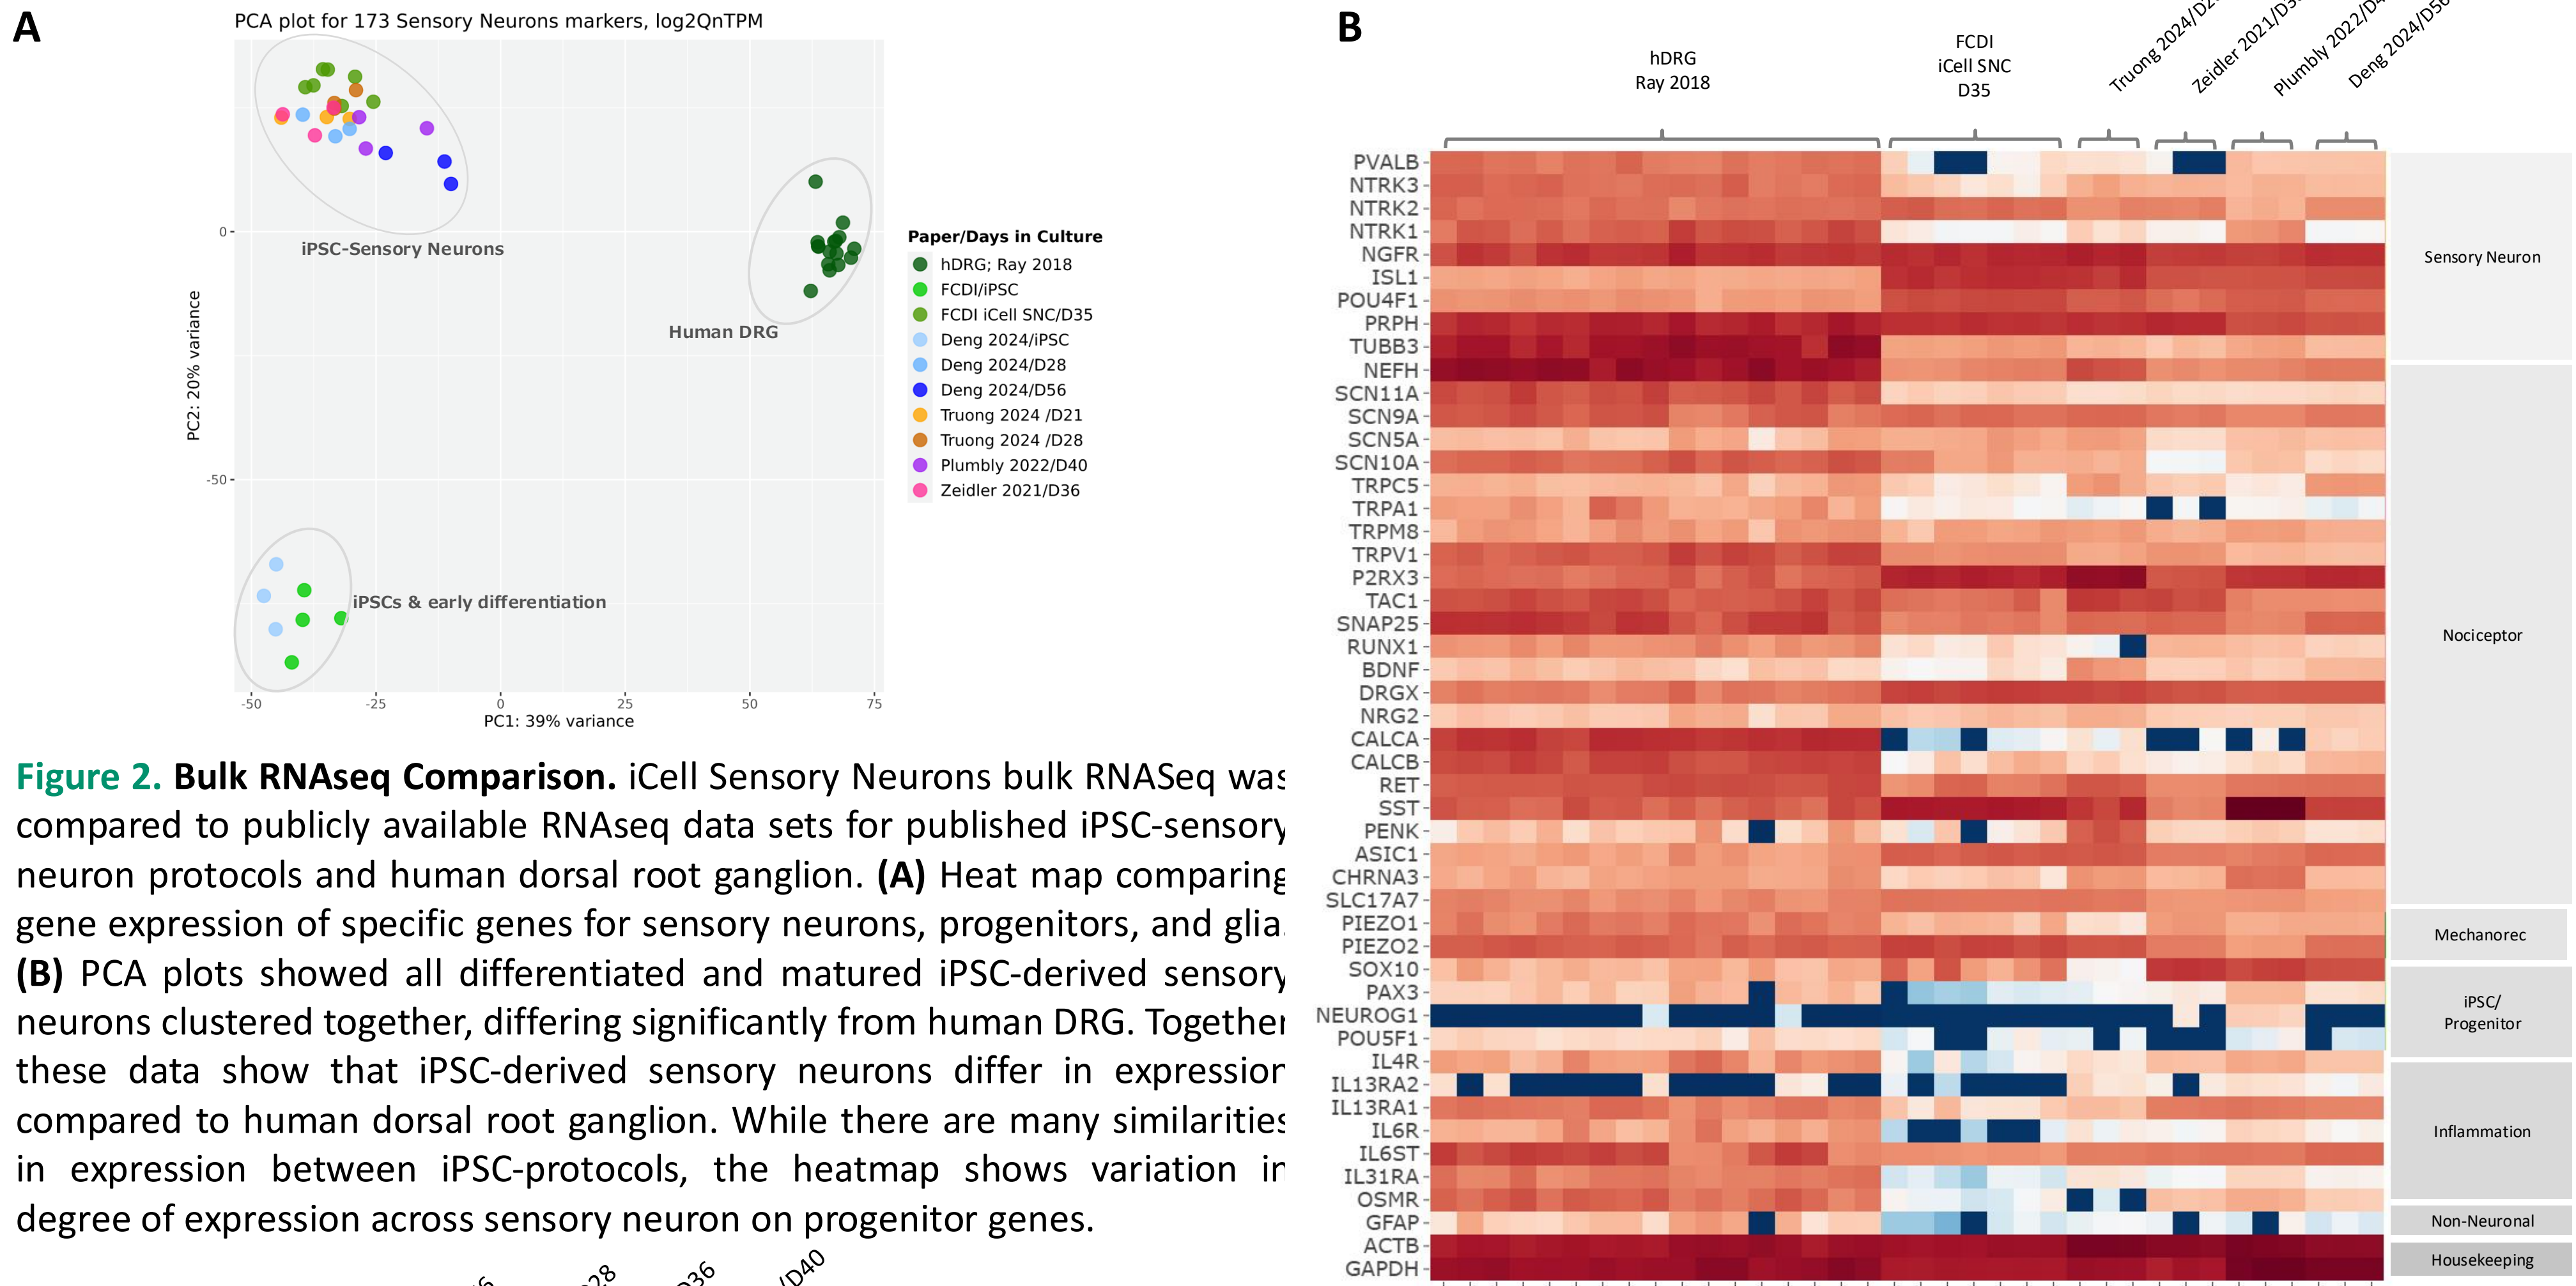 A
PCA plot for 173 Sensory Neurons markers, log2QnTPM
iPSC-Sensory Neurons
Human DRG
iPSCs & early differentiation
PC2: 20% variance
0
-50
-50
-25
0
25
50
75
PC1: 39% variance
Paper/Days in Culture
hDRG; Ray 2018
FCDI/iPSC
FCDI iCell SNC/D35
Deng 2024/iPSC
Deng 2024/D28
Deng 2024/D56
Truong 2024 /D21
Truong 2024 /D28
Plumbly 2022/D40
Zeidler 2021/D36
Figure 2. Bulk RNAseq Comparison. iCell Sensory Neurons bulk RNASeq was
compared to publicly available RNAseq data sets for published iPSC-sensory
neuron protocols and human dorsal root ganglion. (A) Heat map comparing
gene expression of specific genes for sensory neurons, progenitors, and glia.
(B) PCA plots showed all differentiated and matured iPSC-derived sensory
neurons clustered together, differing significantly from human DRG. Together
these data show that iPSC-derived sensory neurons differ in expression
compared to human dorsal root ganglion. While there are many similarities
in expression between iPSC-protocols, the heatmap shows variation in
degree of expression across sensory neuron on progenitor genes.
28
D36
/D40
B
hDRG
Ray 2018
FCDI
iCell SNC
D35
Truong 2024/D2
Zeidler 2021/D3
Plumbly 2022/D4
Deng 2024/D56
PVALB
NTRK3
NTRK2
NTRK1
NGFR
ISL1
POU4F1
PRPH
TUBB3
NEFH
SCN11A
SCN9A
SCN5A
SCN10A
TRPC5
TRPA1
TRPM8
TRPV1
P2RX3
TAC1
SNAP25
RUNX1
BDNF
DRGX
NRG2
CALCA
CALCB
RET
SST
PENK
ASIC1
CHRNA3
SLC17A7
PIEZO1
PIEZO2
SOX10
PAX3
NEUROG1
POU5F1
IL4R
IL13RA2
IL13RA1
IL6R
IL6ST
IL31RA
OSMR
GFAP
ACTB
GAPDH
Sensory Neuron
Nociceptor
Mechanorec
iPSC/
Progenitor
Inflammation
Non-Neuronal
Housekeeping